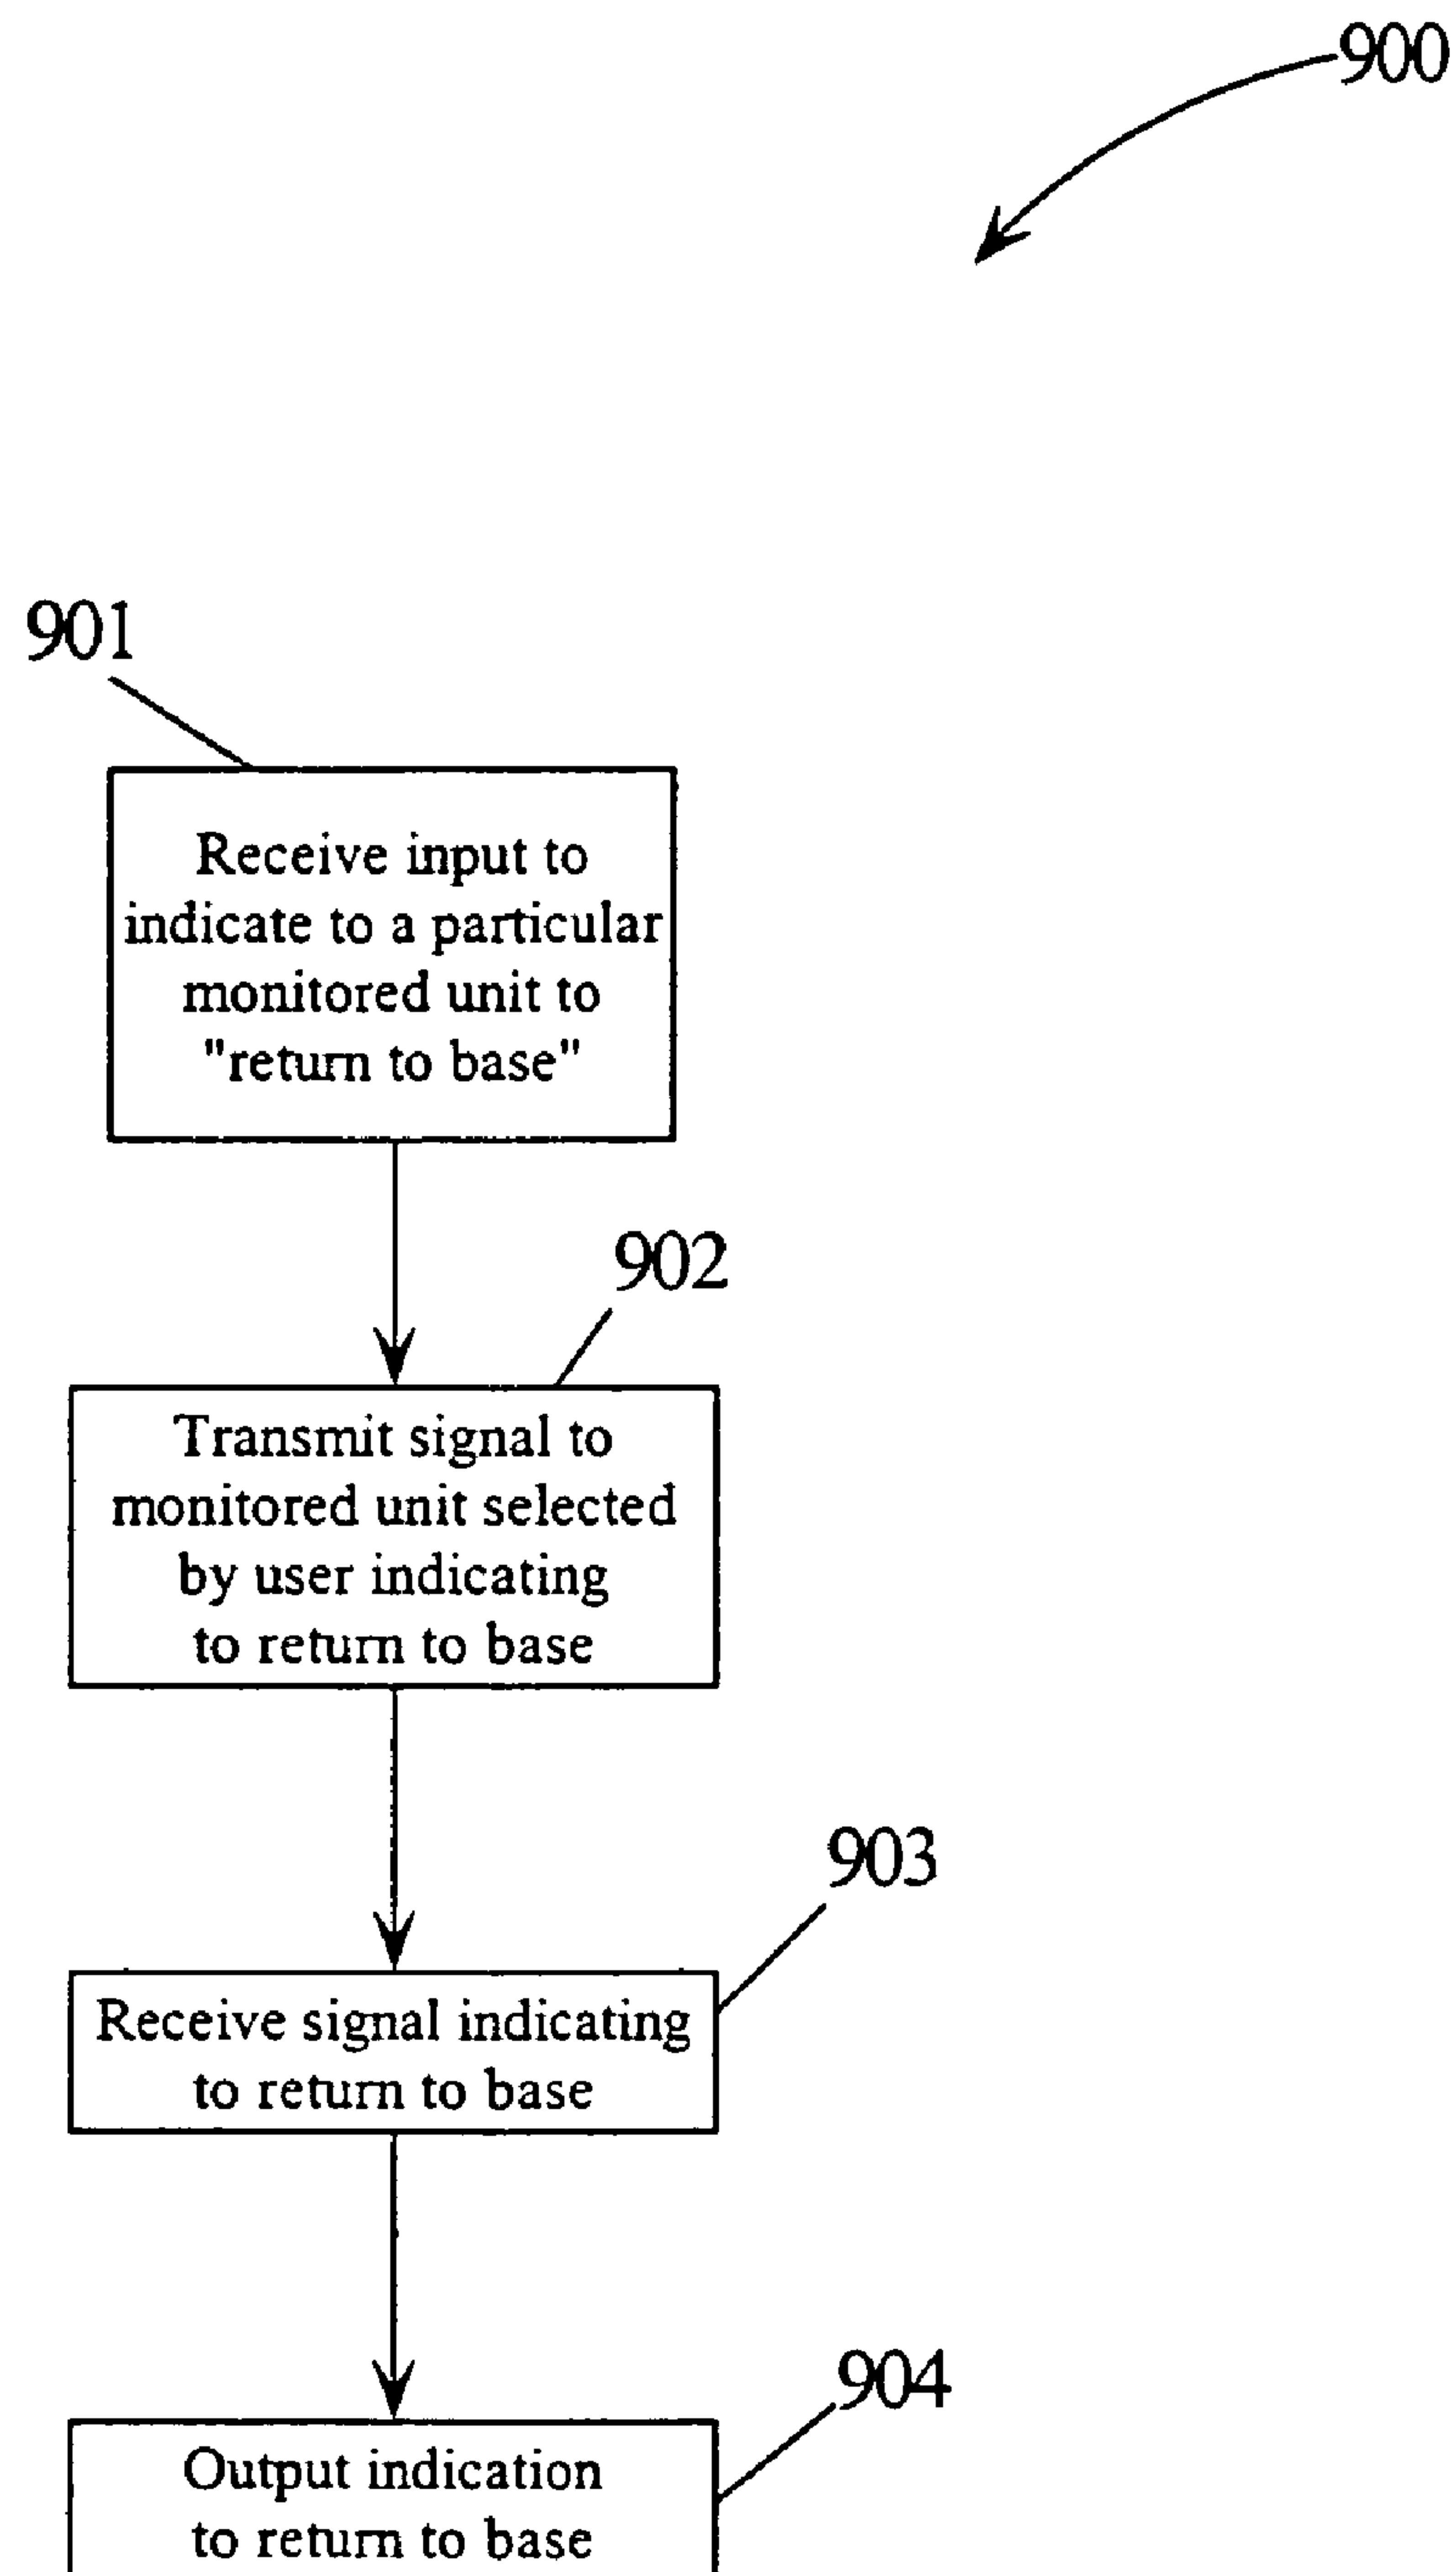 900
901
Receive input to
indicate to a particular
monitored unit to
"return to base"
902
Transmit signal to
monitored unit selected
by user indicating
to return to base
903
Receive signal indicating
to return to base
904
Output indication
to return to base